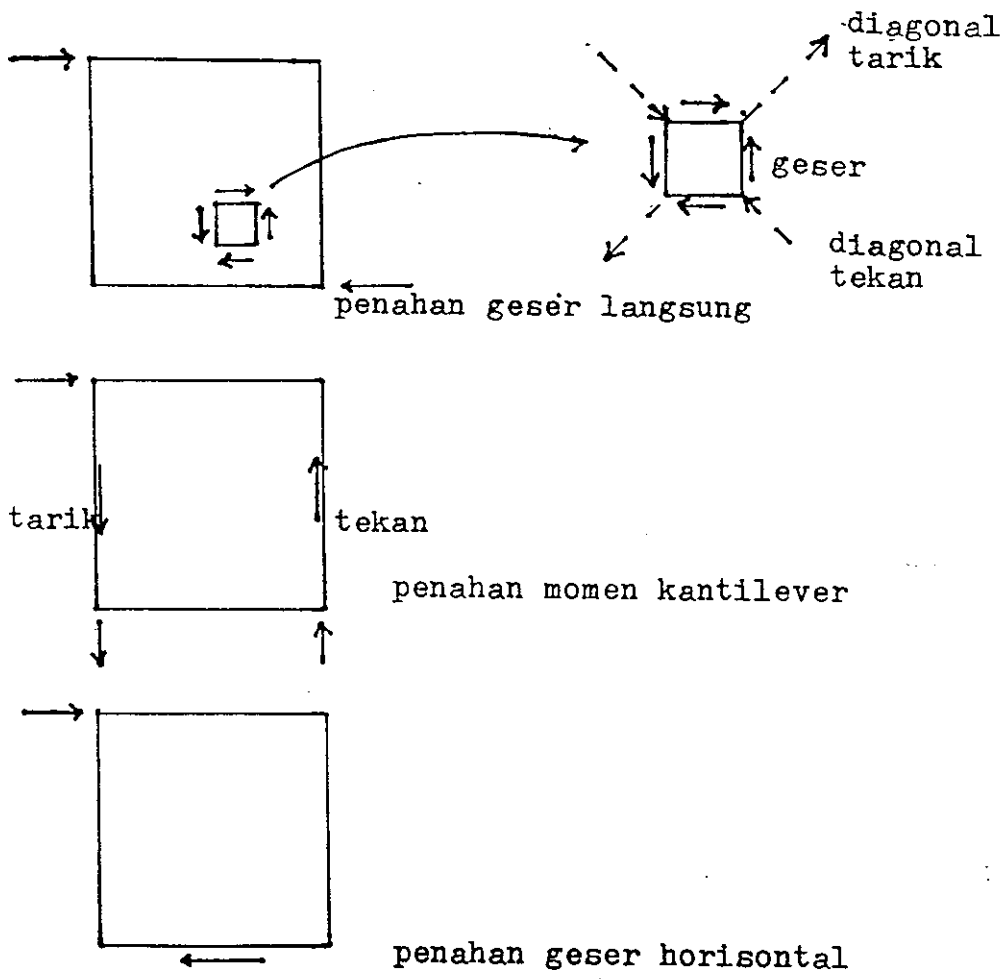 diagonal
tarik
geser
diagonal
tekan
penahan geser langsung
tarik
tekan
penahan momen kantilever
penahan geser horisontal